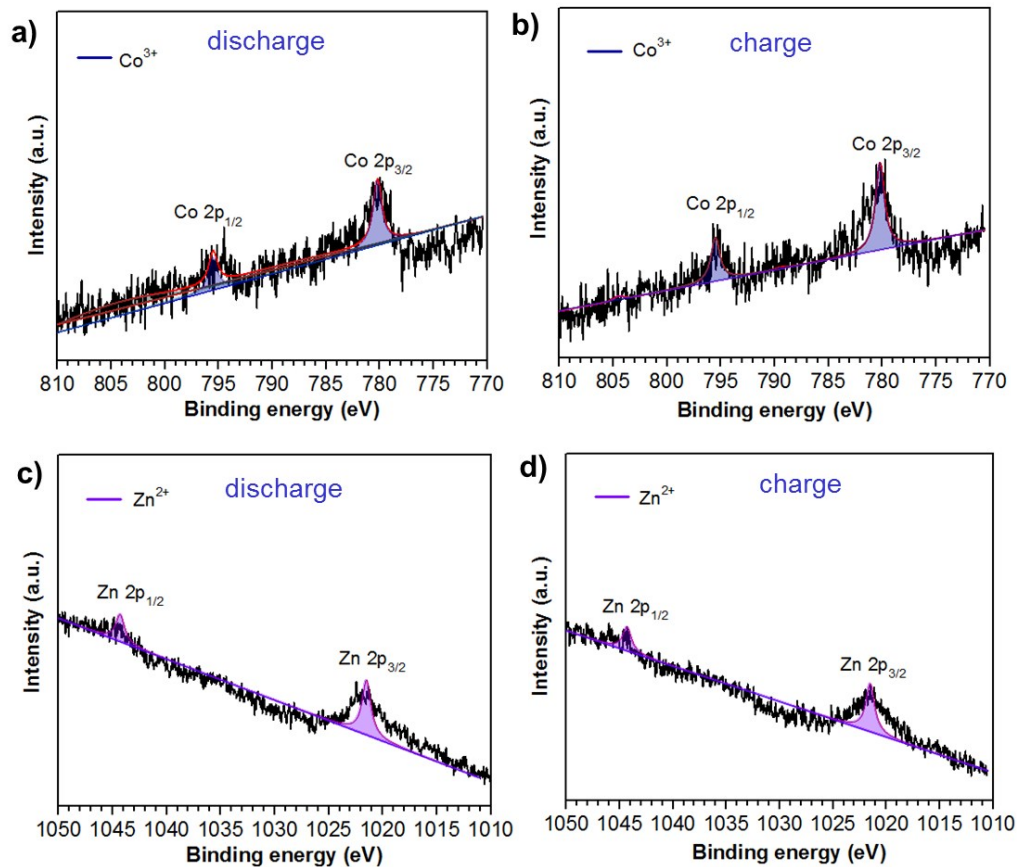 a)
discharge
Co³⁺
Co 2p₃/₂
Co 2p₁/₂
Intensity (a.u.)
810 805 800 795 790 785 780 775 770
Binding energy (eV)
b)
charge
Co³⁺
Co 2p₃/₂
Co 2p₁/₂
Intensity (a.u.)
810 805 800 795 790 785 780 775 770
Binding energy (eV)
c)
discharge
Zn²⁺
Zn 2p₁/₂
Zn 2p₃/₂
Intensity (a.u.)
1050 1045 1040 1035 1030 1025 1020 1015 1010
Binding energy (eV)
d)
charge
Zn²⁺
Zn 2p₁/₂
Zn 2p₃/₂
Intensity (a.u.)
1050 1045 1040 1035 1030 1025 1020 1015 1010
Binding energy (eV)